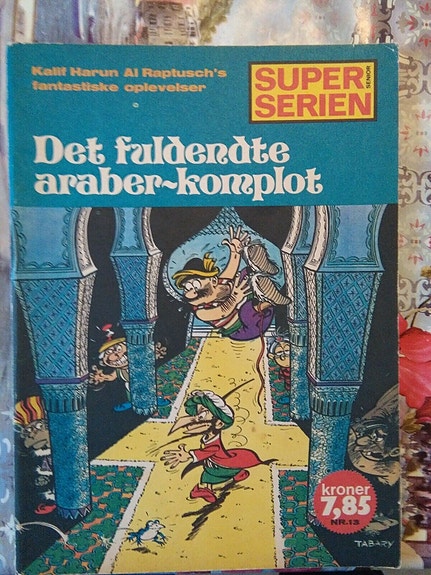 Kalif Harun Al Raptusch's
fantastiske oplevelser
SUPER
SERIEN
SENIOR
Det fuldendte
araber-komplot
kroner
7,85
NR.13
TABARY